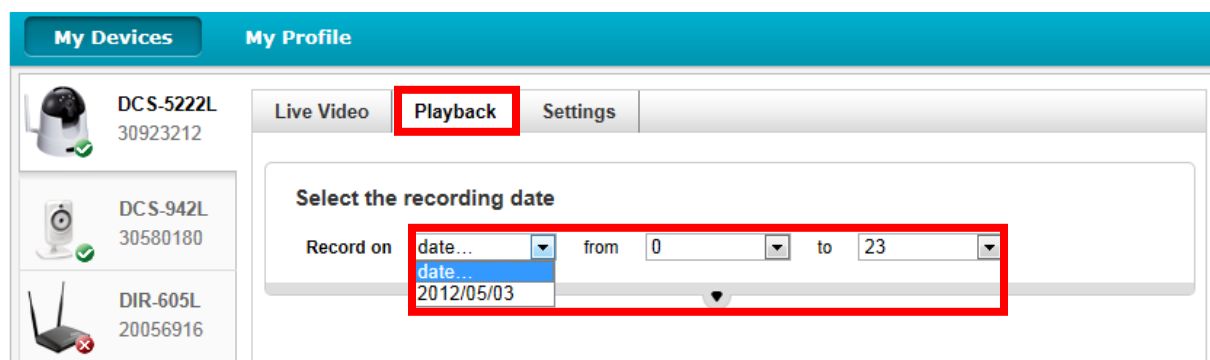 My Devices My Profile
DCS-5222L
30923212
DCS-942L
30580180
DIR-605L
20056916
Live Video Playback Settings
Select the recording date
Record on date... from 0 to 23
date...
2012/05/03